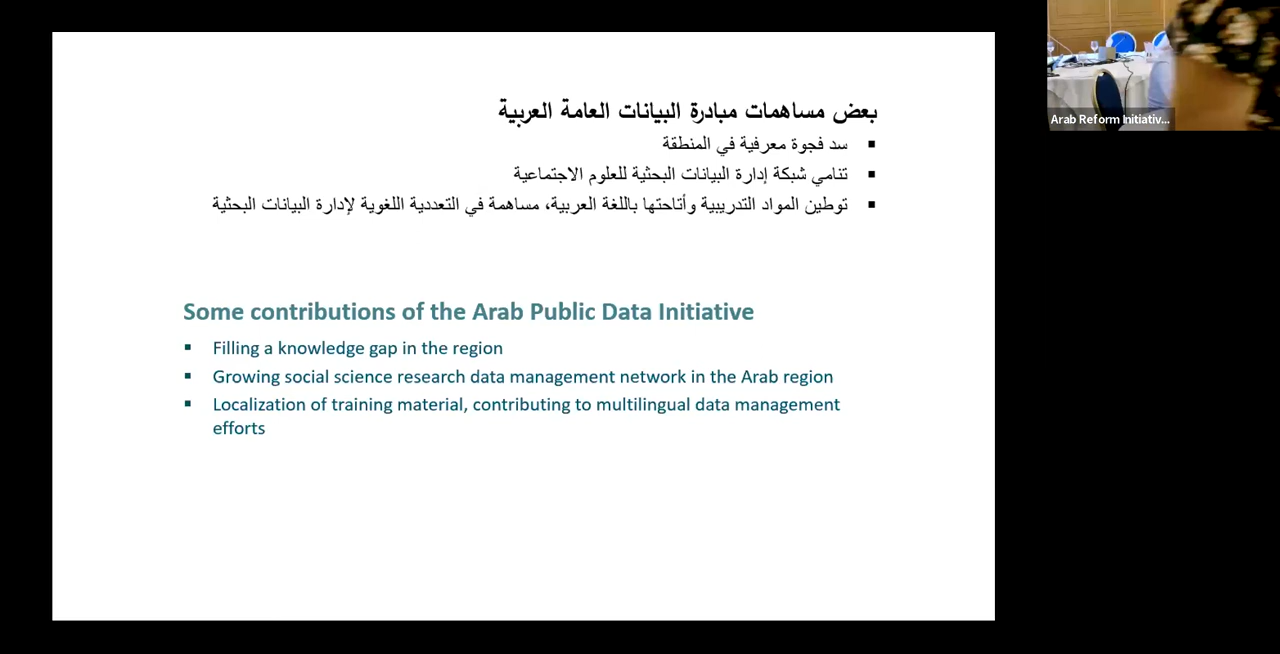 بعض مساهمات مبادرة البيانات العامة العربية
▪ سد فجوة معرفية في المنطقة
▪ تنامي شبكة إدارة البيانات البحثية للعلوم الاجتماعية
▪ توطين المواد التدريبية وأتاحتها باللغة العربية، مساهمة في التعددية اللغوية لإدارة البيانات البحثية
Some contributions of the Arab Public Data Initiative
▪ Filling a knowledge gap in the region
▪ Growing social science research data management network in the Arab region
▪ Localization of training material, contributing to multilingual data management
efforts
Arab Reform Initiativ...